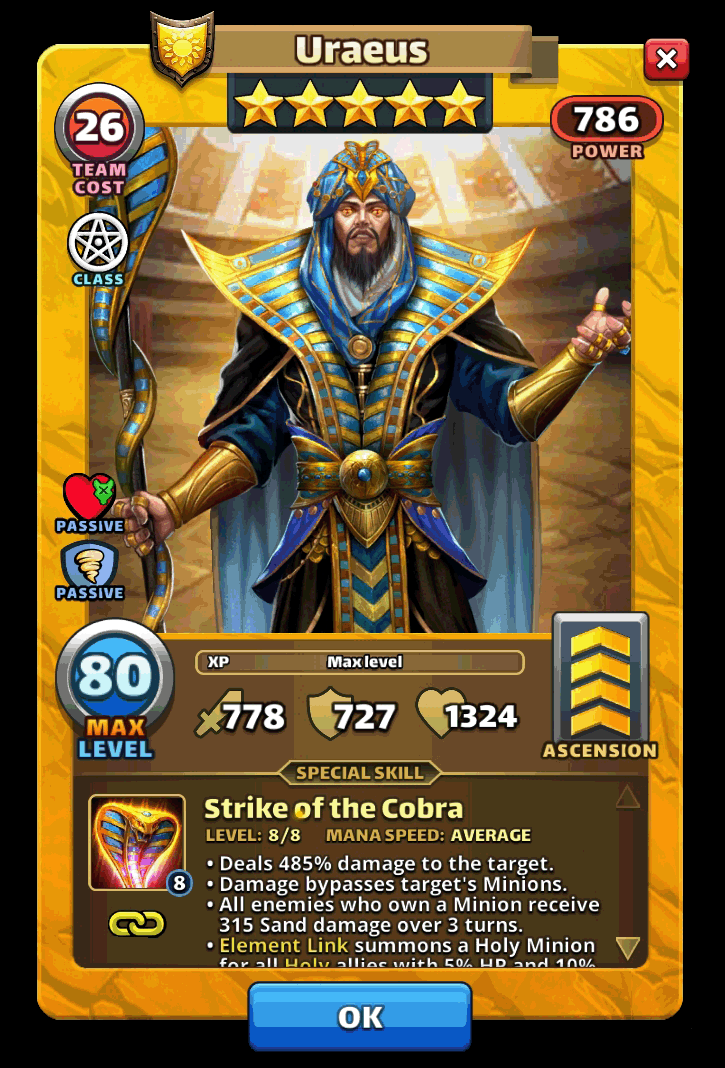 Uraeus
26
TEAM
COST
786
POWER
CLASS
PASSIVE
PASSIVE
80
MAX
LEVEL
XP Max level
778 727 1324
ASCENSION
SPECIAL SKILL
Strike of the Cobra
LEVEL: 8/8 MANA SPEED: AVERAGE
8
• Deals 485% damage to the target.
• Damage bypasses target's Minions.
• All enemies who own a Minion receive
315 Sand damage over 3 turns.
• Element Link summons a Holy Minion
for all Holy allies with 5% HP and 10%
OK